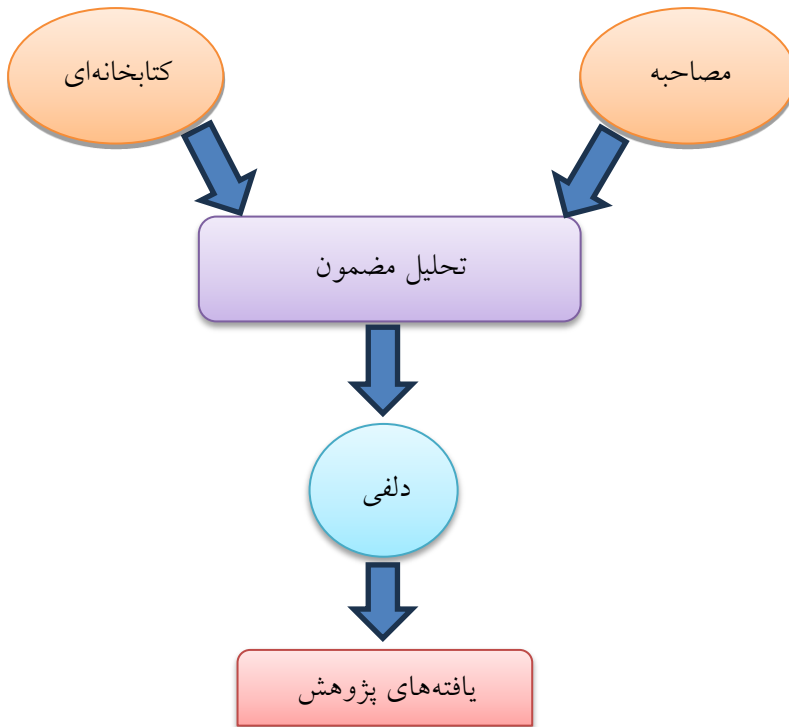 مصاحبه
کتابخانه‌ای
تحلیل مضمون
دلفی
یافته‌های پژوهش